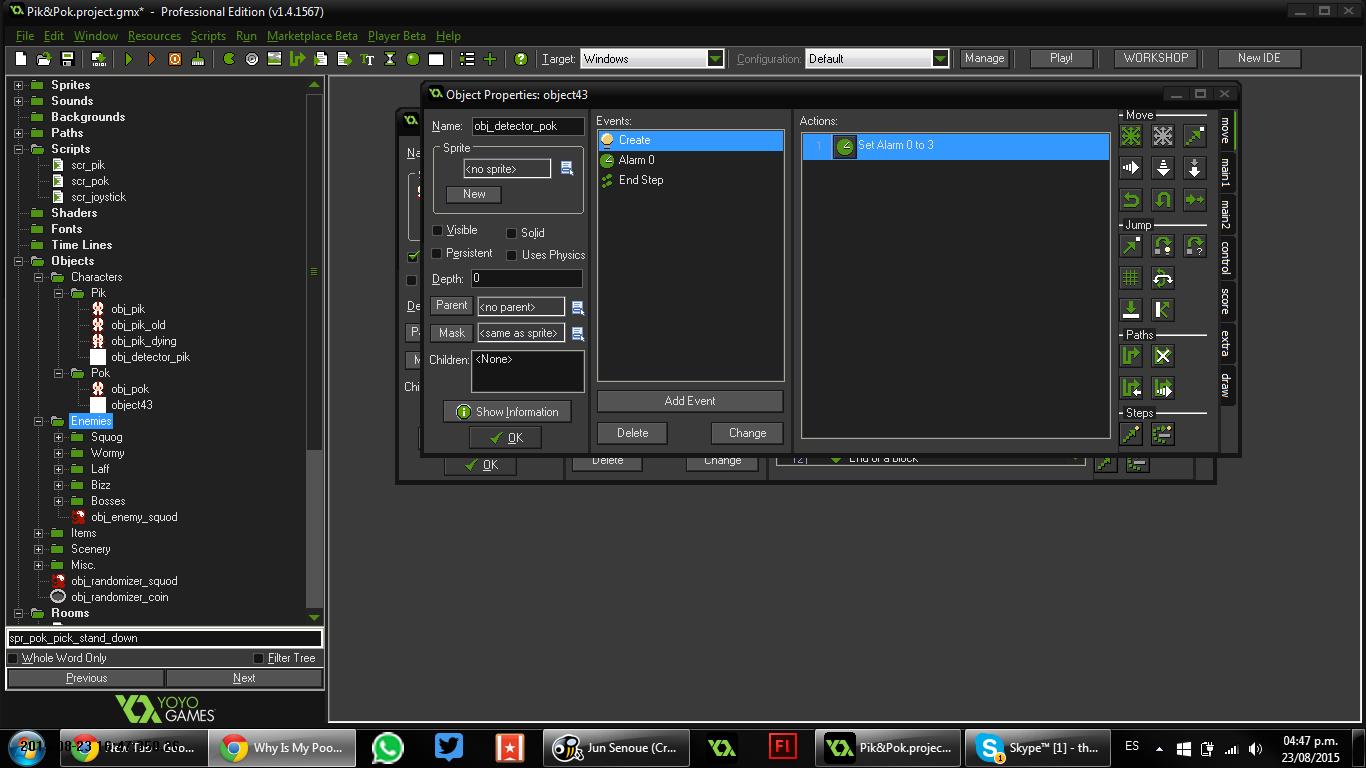 Pik&Pok.project.gmx* - Professional Edition (v1.4.1567)
File Edit Window Resources Scripts Run Marketplace Beta Player Beta Help
Target: Windows Configuration: Default Manage Play! WORKSHOP New IDE
Sprites
Sounds
Backgrounds
Paths
Scripts
scr_pik
scr_pok
scr_joystick
Shaders
Fonts
Time Lines
Objects
Characters
Pik
obj_pik
obj_pik_old
obj_pik_dying
obj_detector_pik
Pok
obj_pok
object43
Enemies
Squog
Wormy
Laff
Bizz
Bosses
obj_enemy_squod
Items
Scenery
Misc.
obj_randomizer_squod
obj_randomizer_coin
Rooms
spr_pok_pick_stand_down
Whole Word Only Filter Tree
Previous Next
YOYO
GAMES
Object Properties: object43
Name: obj_detector_pok
Sprite
<no sprite>
New
Visible Solid
Persistent Uses Physics
Depth: 0
Parent <no parent>
Mask <same as sprite>
Children: <None>
Show Information
OK
Events:
Create
Alarm 0
End Step
Add Event
Delete Change
Actions:
1 Set Alarm 0 to 3
Move
Jump
Paths
Steps
move
main1
main2
control
score
extra
draw
OK
Delete Change
End of a block
Why Is My Poo...
Jun Senoue (Cr...
Pik&Pok.projec...
Skype™ [1] - th...
ES
04:47 p.m.
23/08/2015